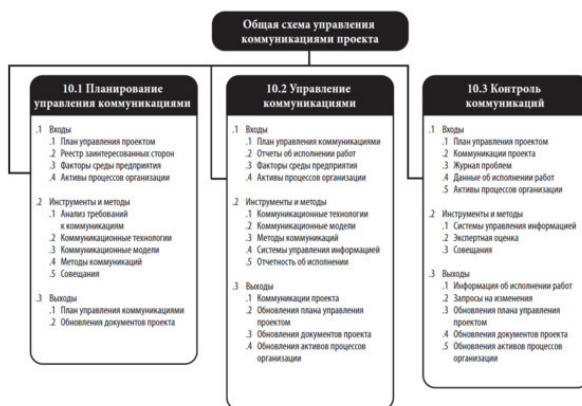 Общая схема управления
коммуникациями проекта
10.1 Планирование
управления коммуникациями
.1 Входы
.1 План управления проектом
.2 Реестр заинтересованных сторон
.3 Факторы среды предприятия
.4 Активы процессов организации
.2 Инструменты и методы
.1 Анализ требований
к коммуникациям
.2 Коммуникационные технологии
.3 Коммуникационные модели
.4 Методы коммуникаций
.5 Совещания
.3 Выходы
.1 План управления коммуникациями
.2 Обновления документов проекта
10.2 Управление
коммуникациями
.1 Входы
.1 План управления коммуникациями
.2 Отчеты об исполнении работ
.3 Факторы среды предприятия
.4 Активы процессов организации
.2 Инструменты и методы
.1 Коммуникационные технологии
.2 Коммуникационные модели
.3 Методы коммуникаций
.4 Системы управления информацией
.5 Отчетность об исполнении
.3 Выходы
.1 Коммуникации проекта
.2 Обновления плана управления
проектом
.3 Обновления документов проекта
.4 Обновления активов процессов
организации
10.3 Контроль
коммуникаций
.1 Входы
.1 План управления проектом
.2 Коммуникации проекта
.3 Журнал проблем
.4 Данные об исполнении работ
.5 Активы процессов организации
.2 Инструменты и методы
.1 Системы управления информацией
.2 Экспертная оценка
.3 Совещания
.3 Выходы
.1 Информация об исполнении работ
.2 Запросы на изменения
.3 Обновления плана управления
проектом
.4 Обновления документов проекта
.5 Обновления активов процессов
организации